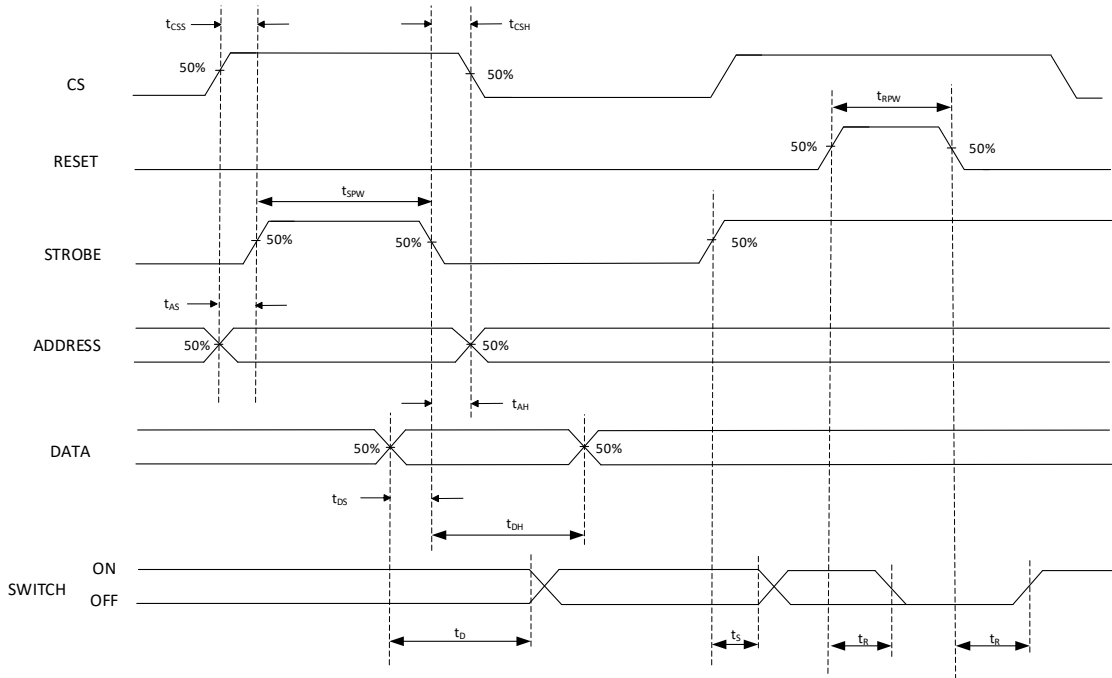 tCSS
tCSH
50%
50%
CS
tRPW
50%
50%
RESET
tSPW
50%
50%
50%
STROBE
tAS
ADDRESS
50%
50%
tAH
DATA
50%
50%
tDS
tDH
ON
SWITCH
OFF
tD
tS
tR
tR